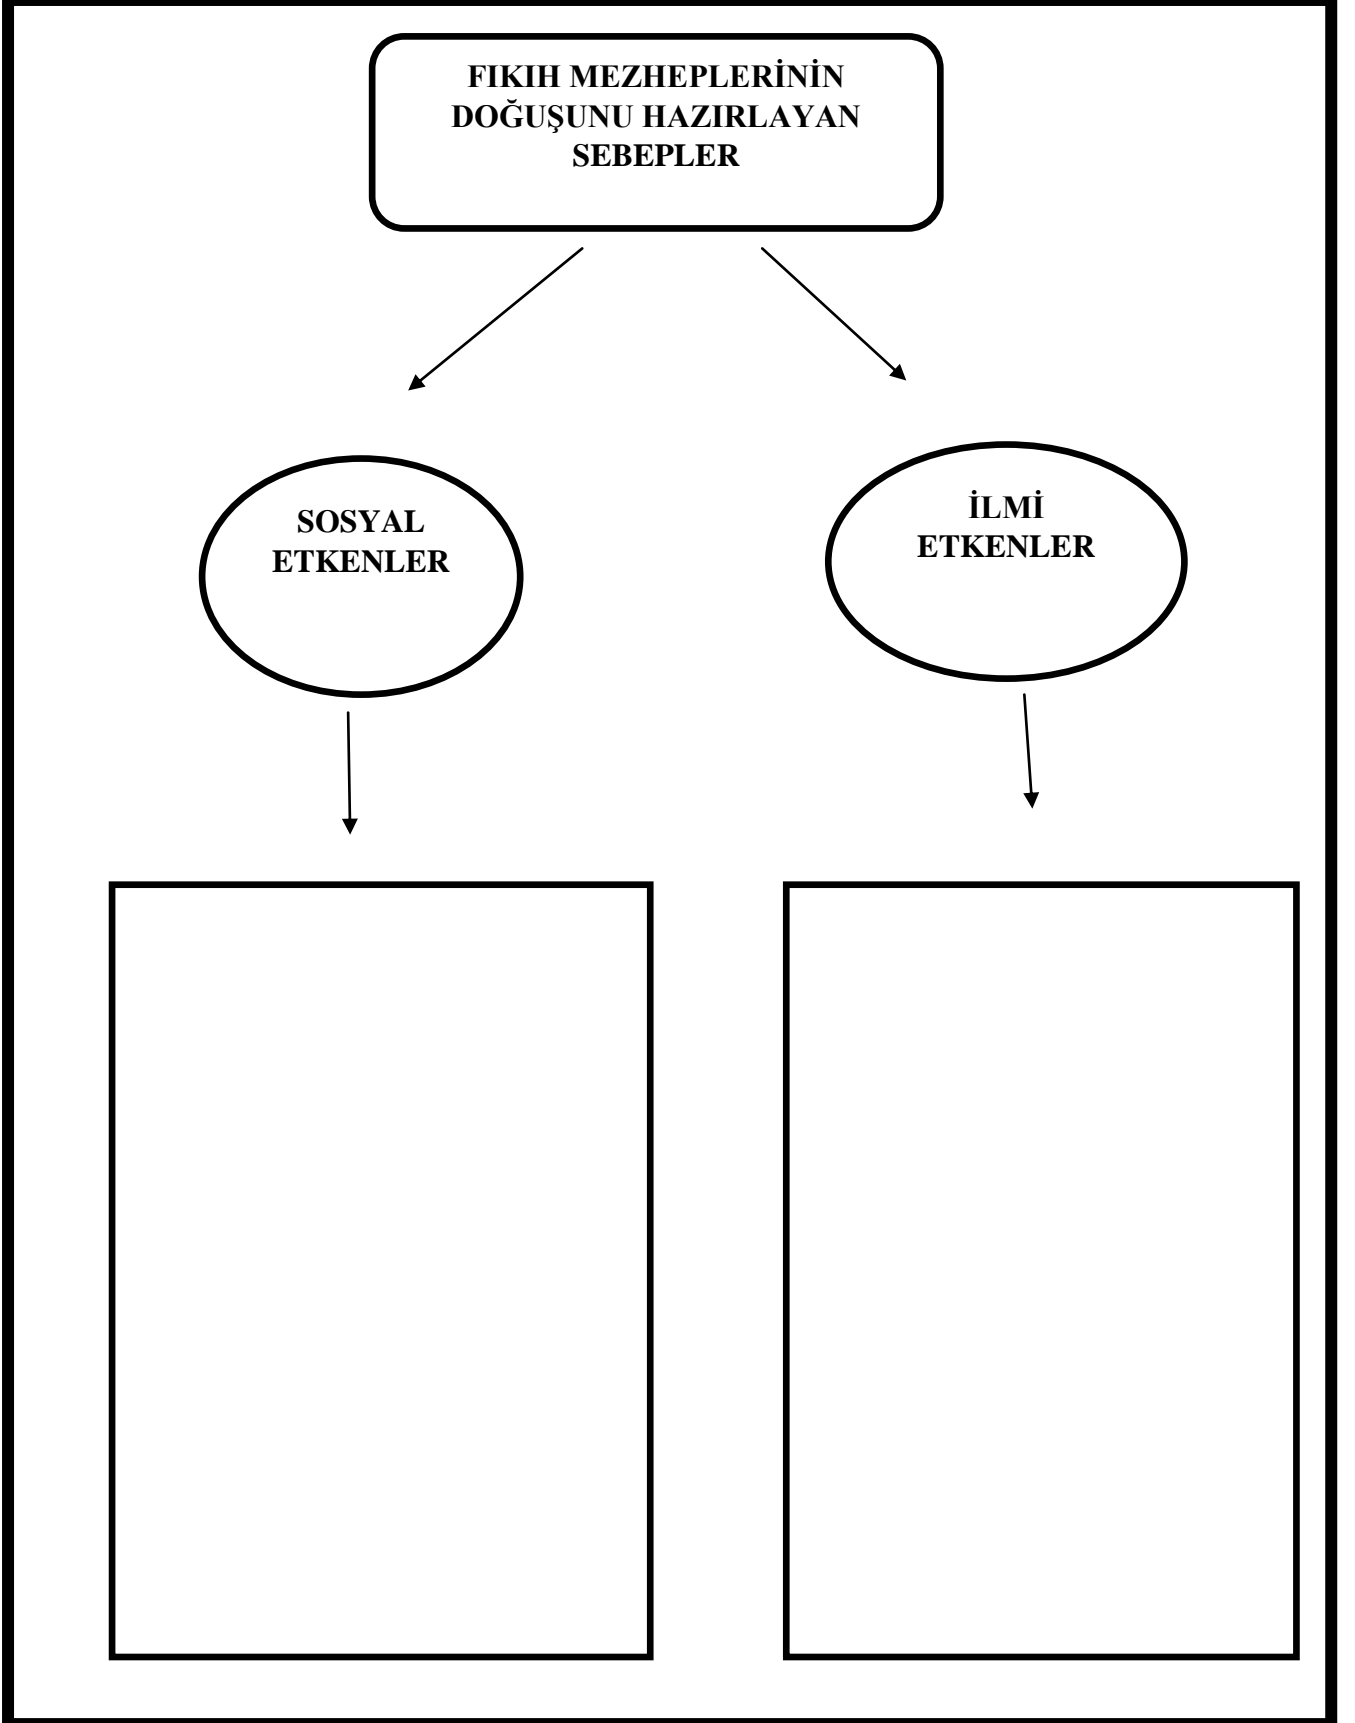 FIKIH MEZHEPLERİNİN
DOĞUŞUNU HAZIRLAYAN
SEBEPLER
SOSYAL
ETKENLER
İLMİ
ETKENLER